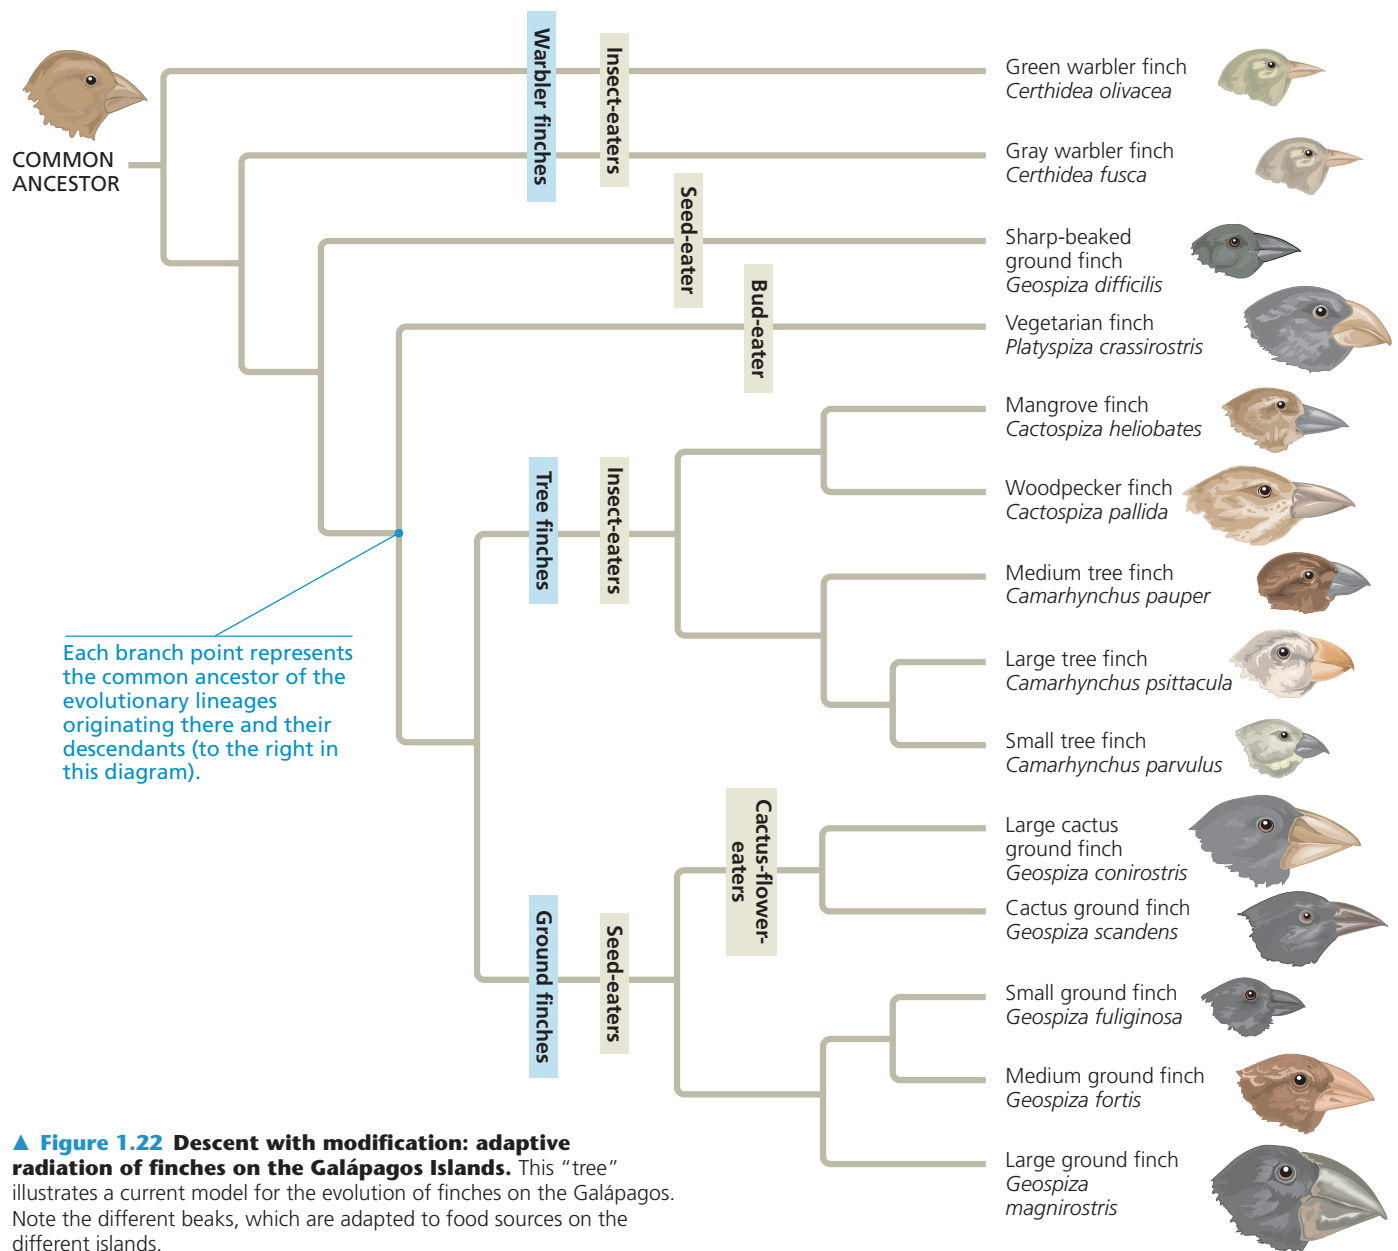 COMMON
ANCESTOR
Warbler finches
Insect-eaters
Green warbler finch
Certhidea olivacea
Gray warbler finch
Certhidea fusca
Seed-eater
Sharp-beaked
ground finch
Geospiza difficilis
Bud-eater
Vegetarian finch
Platyspiza crassirostris
Tree finches
Insect-eaters
Mangrove finch
Cactospiza heliobates
Woodpecker finch
Cactospiza pallida
Medium tree finch
Camarhynchus pauper
Large tree finch
Camarhynchus psittacula
Small tree finch
Camarhynchus parvulus
Each branch point represents
the common ancestor of the
evolutionary lineages
originating there and their
descendants (to the right in
this diagram).
Ground finches
Seed-eaters
Cactus-flower-
eaters
Large cactus
ground finch
Geospiza conirostris
Cactus ground finch
Geospiza scandens
Small ground finch
Geospiza fuliginosa
Medium ground finch
Geospiza fortis
Large ground finch
Geospiza
magnirostris
▲ Figure 1.22 Descent with modification: adaptive
radiation of finches on the Galápagos Islands. This “tree”
illustrates a current model for the evolution of finches on the Galápagos.
Note the different beaks, which are adapted to food sources on the
different islands.